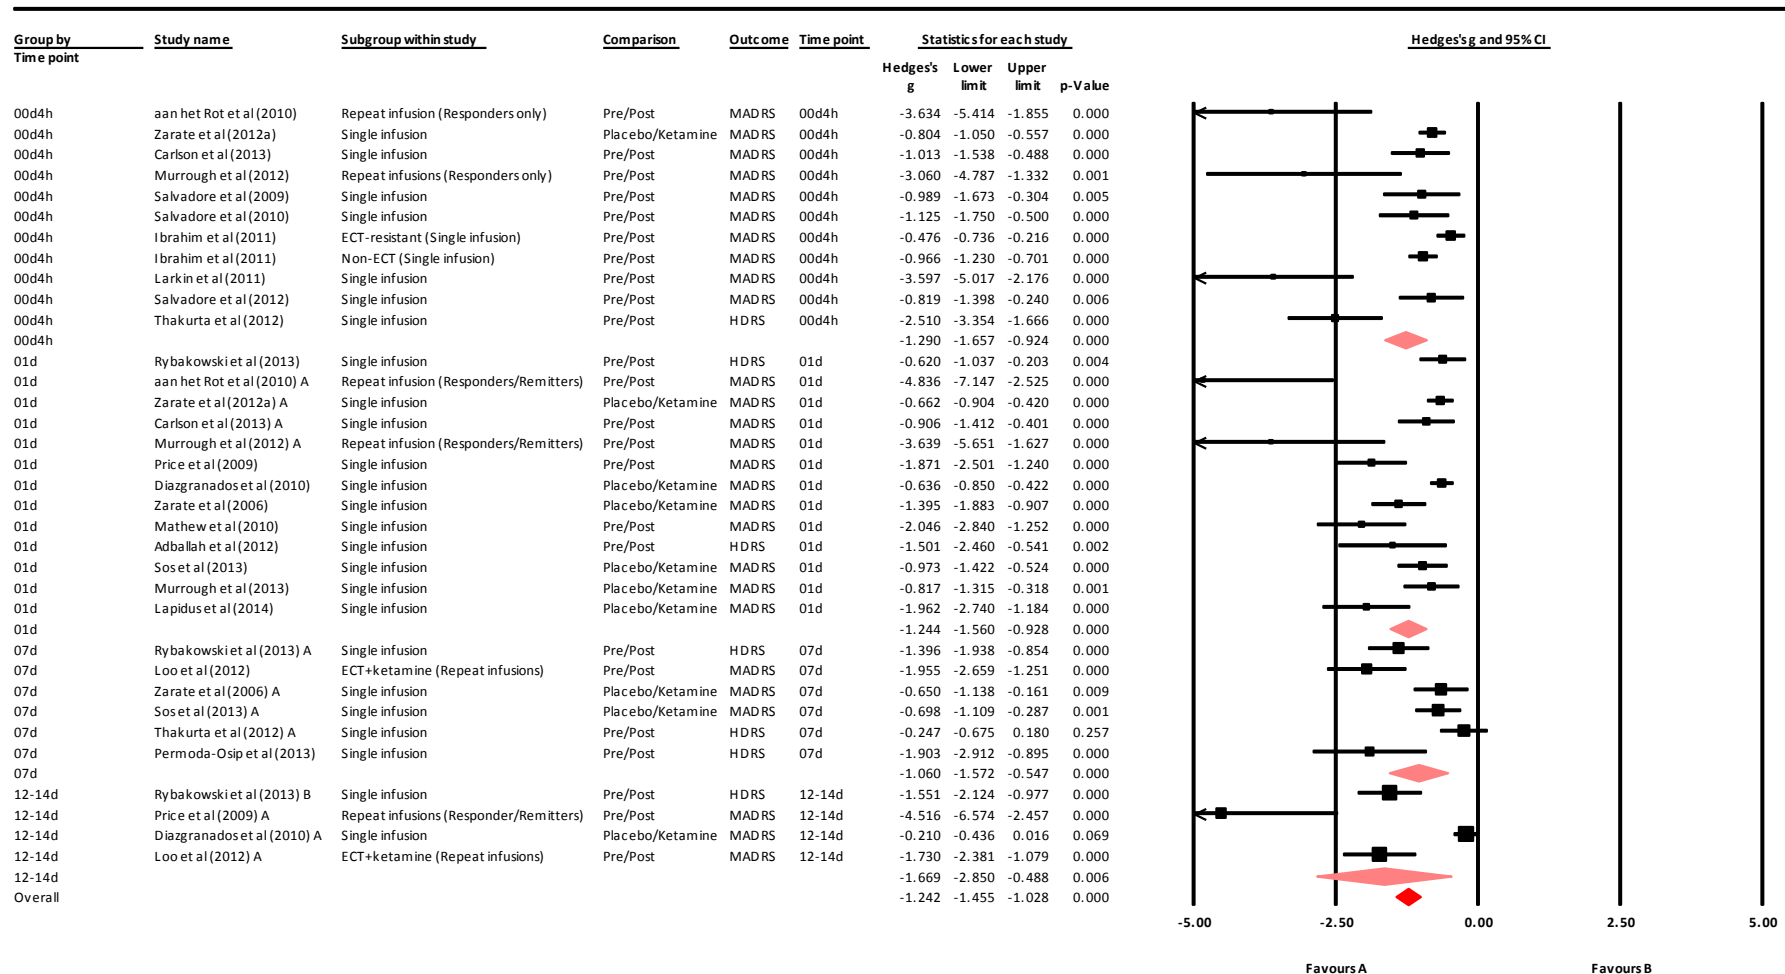 Group by Study name Subgroup within study Comparison Outcome Time point Statistics for each study Hedges's g and 95% CI
Time point
Hedges's Lower Upper
g limit limit p-Value
00d4h aan het Rot et al (2010) Repeat infusion (Responders only) Pre/Post MADRS 00d4h -3.634 -5.414 -1.855 0.000
00d4h Zarate et al (2012a) Single infusion Placebo/Ketamine MADRS 00d4h -0.804 -1.050 -0.557 0.000
00d4h Carlson et al (2013) Single infusion Pre/Post MADRS 00d4h -1.013 -1.538 -0.488 0.000
00d4h Murrough et al (2012) Repeat infusions (Responders only) Pre/Post MADRS 00d4h -3.060 -4.787 -1.332 0.001
00d4h Salvadore et al (2009) Single infusion Pre/Post MADRS 00d4h -0.989 -1.673 -0.304 0.005
00d4h Salvadore et al (2010) Single infusion Pre/Post MADRS 00d4h -1.125 -1.750 -0.500 0.000
00d4h Ibrahim et al (2011) ECT-resistant (Single infusion) Pre/Post MADRS 00d4h -0.476 -0.736 -0.216 0.000
00d4h Ibrahim et al (2011) Non-ECT (Single infusion) Pre/Post MADRS 00d4h -0.966 -1.230 -0.701 0.000
00d4h Larkin et al (2011) Single infusion Pre/Post MADRS 00d4h -3.597 -5.017 -2.176 0.000
00d4h Salvadore et al (2012) Single infusion Pre/Post MADRS 00d4h -0.819 -1.398 -0.240 0.006
00d4h Thakurta et al (2012) Single infusion Pre/Post HDRS 00d4h -2.510 -3.354 -1.666 0.000
00d4h -1.290 -1.657 -0.924 0.000
01d Rybakowski et al (2013) Single infusion Pre/Post HDRS 01d -0.620 -1.037 -0.203 0.004
01d aan het Rot et al (2010) A Repeat infusion (Responders/Remitters) Pre/Post MADRS 01d -4.836 -7.147 -2.525 0.000
01d Zarate et al (2012a) A Single infusion Placebo/Ketamine MADRS 01d -0.662 -0.904 -0.420 0.000
01d Carlson et al (2013) A Single infusion Pre/Post MADRS 01d -0.906 -1.412 -0.401 0.000
01d Murrough et al (2012) A Repeat infusion (Responders/Remitters) Pre/Post MADRS 01d -3.639 -5.651 -1.627 0.000
01d Price et al (2009) Single infusion Pre/Post MADRS 01d -1.871 -2.501 -1.240 0.000
01d Diazgranados et al (2010) Single infusion Placebo/Ketamine MADRS 01d -0.636 -0.850 -0.422 0.000
01d Zarate et al (2006) Single infusion Placebo/Ketamine MADRS 01d -1.395 -1.883 -0.907 0.000
01d Mathew et al (2010) Single infusion Pre/Post MADRS 01d -2.046 -2.840 -1.252 0.000
01d Adballah et al (2012) Single infusion Pre/Post HDRS 01d -1.501 -2.460 -0.541 0.002
01d Sos et al (2013) Single infusion Placebo/Ketamine MADRS 01d -0.973 -1.422 -0.524 0.000
01d Murrough et al (2013) Single infusion Placebo/Ketamine MADRS 01d -0.817 -1.315 -0.318 0.001
01d Lapidus et al (2014) Single infusion Placebo/Ketamine MADRS 01d -1.962 -2.740 -1.184 0.000
01d -1.244 -1.560 -0.928 0.000
07d Rybakowski et al (2013) A Single infusion Pre/Post HDRS 07d -1.396 -1.938 -0.854 0.000
07d Loo et al (2012) ECT+ketamine (Repeat infusions) Pre/Post MADRS 07d -1.955 -2.659 -1.251 0.000
07d Zarate et al (2006) A Single infusion Placebo/Ketamine MADRS 07d -0.650 -1.138 -0.161 0.009
07d Sos et al (2013) A Single infusion Placebo/Ketamine MADRS 07d -0.698 -1.109 -0.287 0.001
07d Thakurta et al (2012) A Single infusion Pre/Post HDRS 07d -0.247 -0.675 0.180 0.257
07d Permoda-Osip et al (2013) Single infusion Pre/Post HDRS 07d -1.903 -2.912 -0.895 0.000
07d -1.060 -1.572 -0.547 0.000
12-14d Rybakowski et al (2013) B Single infusion Pre/Post HDRS 12-14d -1.551 -2.124 -0.977 0.000
12-14d Price et al (2009) A Repeat infusions (Responder/Remitters) Pre/Post MADRS 12-14d -4.516 -6.574 -2.457 0.000
12-14d Diazgranados et al (2010) A Single infusion Placebo/Ketamine MADRS 12-14d -0.210 -0.436 0.016 0.069
12-14d Loo et al (2012) A ECT+ketamine (Repeat infusions) Pre/Post MADRS 12-14d -1.730 -2.381 -1.079 0.000
12-14d -1.669 -2.850 -0.488 0.006
Overall -1.242 -1.455 -1.028 0.000
-5.00 -2.50 0.00 2.50 5.00
Favours A Favours B